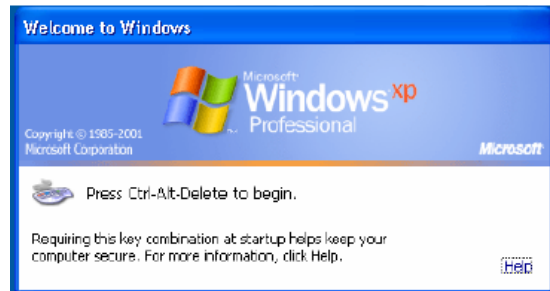 Welcome to Windows
Microsoft
Windows xp
Professional
Copyright © 1985-2001
Microsoft Corporation
Microsoft
Press Ctrl-Alt-Delete to begin.
Requiring this key combination at startup helps keep your
computer secure. For more information, click Help.
Help